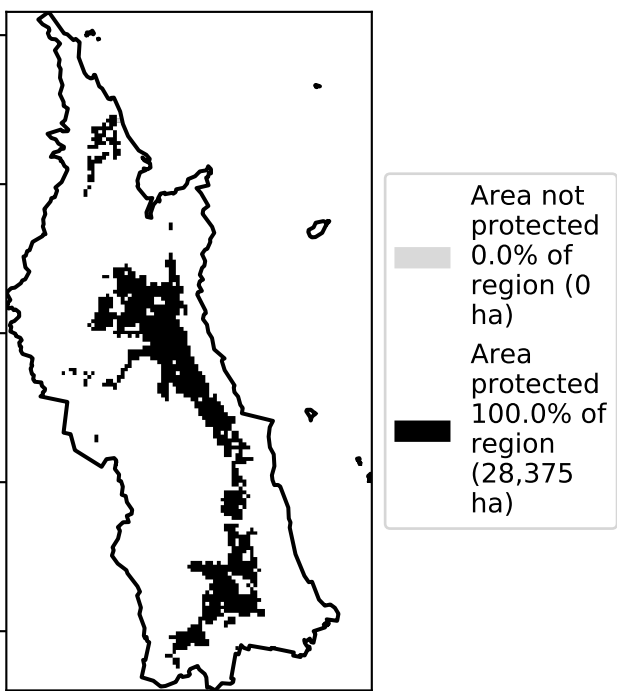 Area not
protected
0.0% of
region (0
ha)
Area
protected
100.0% of
region
(28,375
ha)